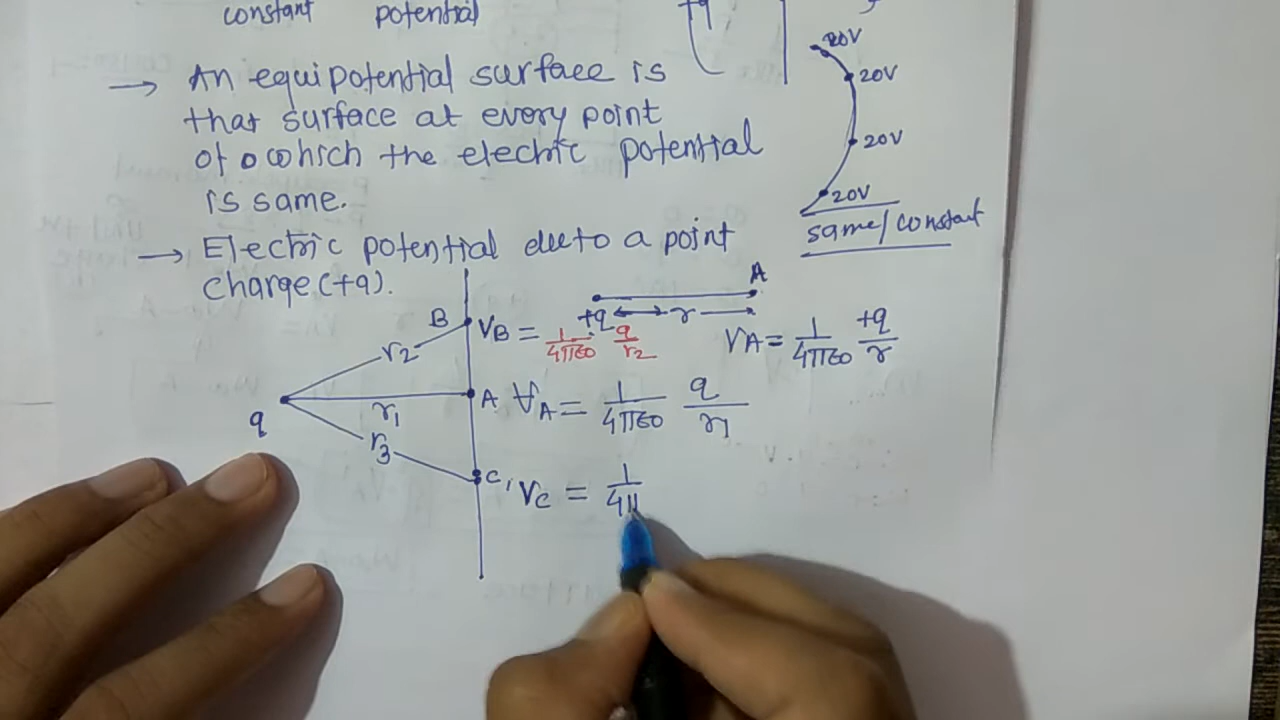 constant potential
+q
20V
→ An equipotential surface is
20V
that surface at every point
20V
of which the electric potential
is same.
20V
same/constant
→ Electric potential due to a point
charge (+q).
A
+q r
B
VB = 1/4πε0 q/r2
VA = 1/4πε0 +q/r
r2
q
r1
A VA = 1/4πε0 q/r1
r3
C, VC = 1/4π